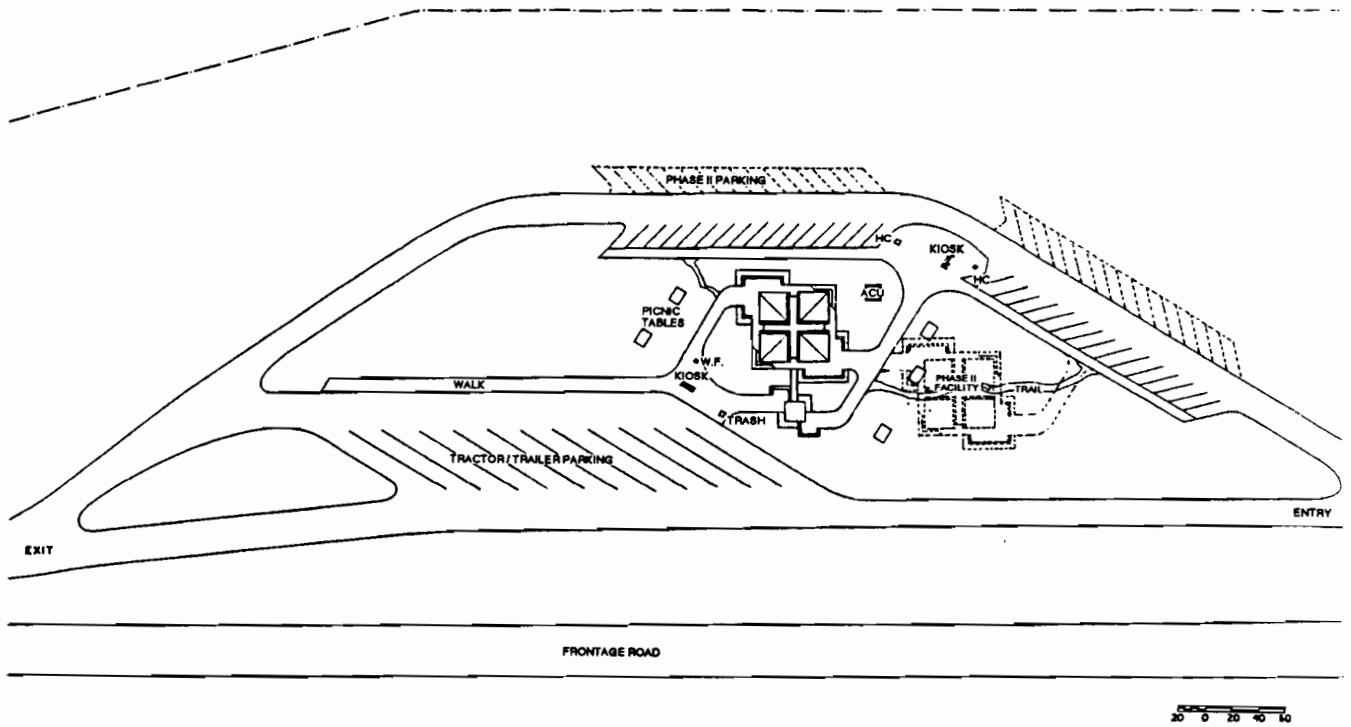 PHASE II PARKING
HC
KIOSK
HC
ACU
PICNIC
TABLES
W.F.
KIOSK
WALK
TRASH
PHASE II
FACILITY
TRAIL
TRACTOR / TRAILER PARKING
ENTRY
EXIT
FRONTAGE ROAD
20 0 20 40 60